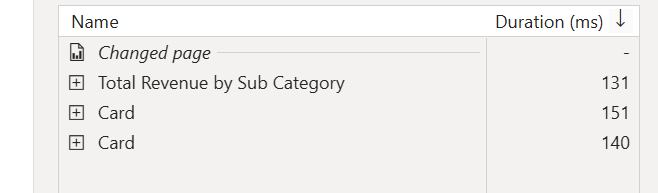 Name Duration (ms) ↓
Changed page -
Total Revenue by Sub Category 131
Card 151
Card 140